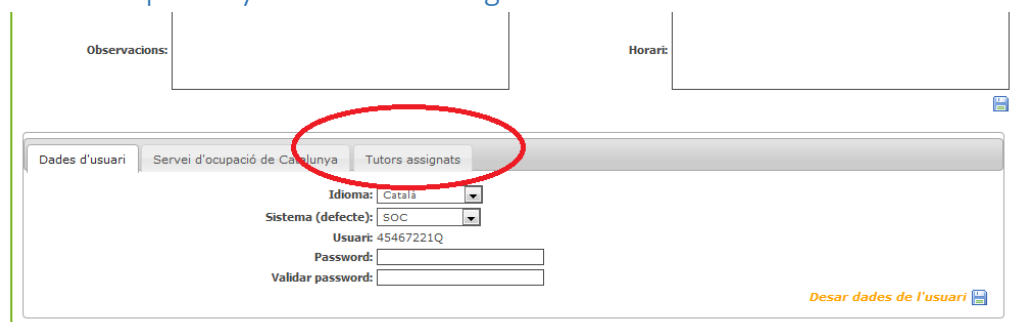 Observacions:
Horari:
Dades d'usuari
Servei d'ocupació de Catalunya
Tutors assignats
Idioma: Català
Sistema (defecte): SOC
Usuari: 45467221Q
Password:
Validar password:
Desar dades de l'usuari